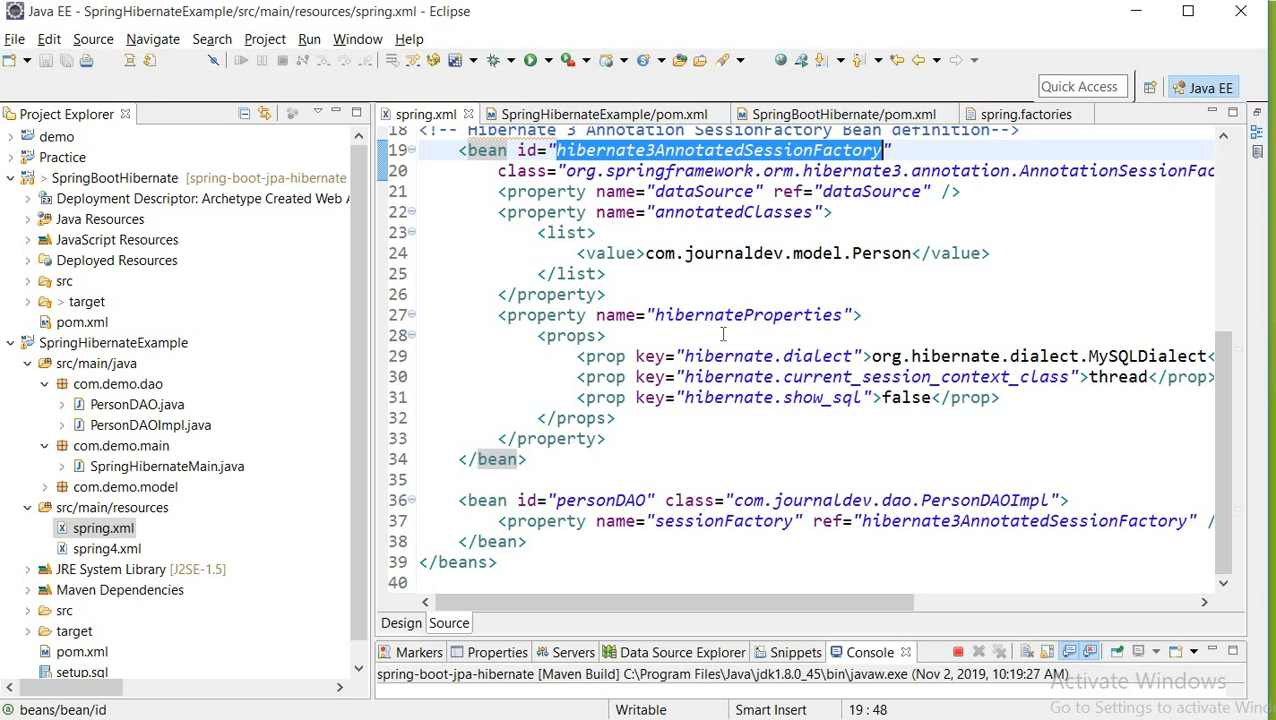 Java EE - SpringHibernateExample/src/main/resources/spring.xml - Eclipse
File Edit Source Navigate Search Project Run Window Help
Quick Access
Java EE
Project Explorer
demo
Practice
> SpringBootHibernate [spring-boot-jpa-hibernate
Deployment Descriptor: Archetype Created Web A
Java Resources
JavaScript Resources
Deployed Resources
src
> target
pom.xml
SpringHibernateExample
src/main/java
com.demo.dao
PersonDAO.java
PersonDAOImpl.java
com.demo.main
SpringHibernateMain.java
com.demo.model
src/main/resources
spring.xml
spring4.xml
JRE System Library [J2SE-1.5]
Maven Dependencies
src
target
pom.xml
setup.sql
spring.xml SpringHibernateExample/pom.xml SpringBootHibernate/pom.xml spring.factories
18 <!-- Hibernate 3 Annotation SessionFactory Bean definition-->
19 <bean id="hibernate3AnnotatedSessionFactory"
20 class="org.springframework.orm.hibernate3.annotation.AnnotationSessionFac
21 <property name="dataSource" ref="dataSource" />
22 <property name="annotatedClasses">
23 <list>
24 <value>com.journaldev.model.Person</value>
25 </list>
26 </property>
27 <property name="hibernateProperties">
28 <props>
29 <prop key="hibernate.dialect">org.hibernate.dialect.MySQLDialect<
30 <prop key="hibernate.current_session_context_class">thread</prop>
31 <prop key="hibernate.show_sql">false</prop>
32 </props>
33 </property>
34 </bean>
35
36 <bean id="personDAO" class="com.journaldev.dao.PersonDAOImpl">
37 <property name="sessionFactory" ref="hibernate3AnnotatedSessionFactory" /
38 </bean>
39 </beans>
40
Design Source
Markers Properties Servers Data Source Explorer Snippets Console
spring-boot-jpa-hibernate [Maven Build] C:\Program Files\Java\jdk1.8.0_45\bin\javaw.exe (Nov 2, 2019, 10:19:27 AM)
Activate Windows
Go to Settings to activate Wind
beans/bean/id Writable Smart Insert 19 : 48